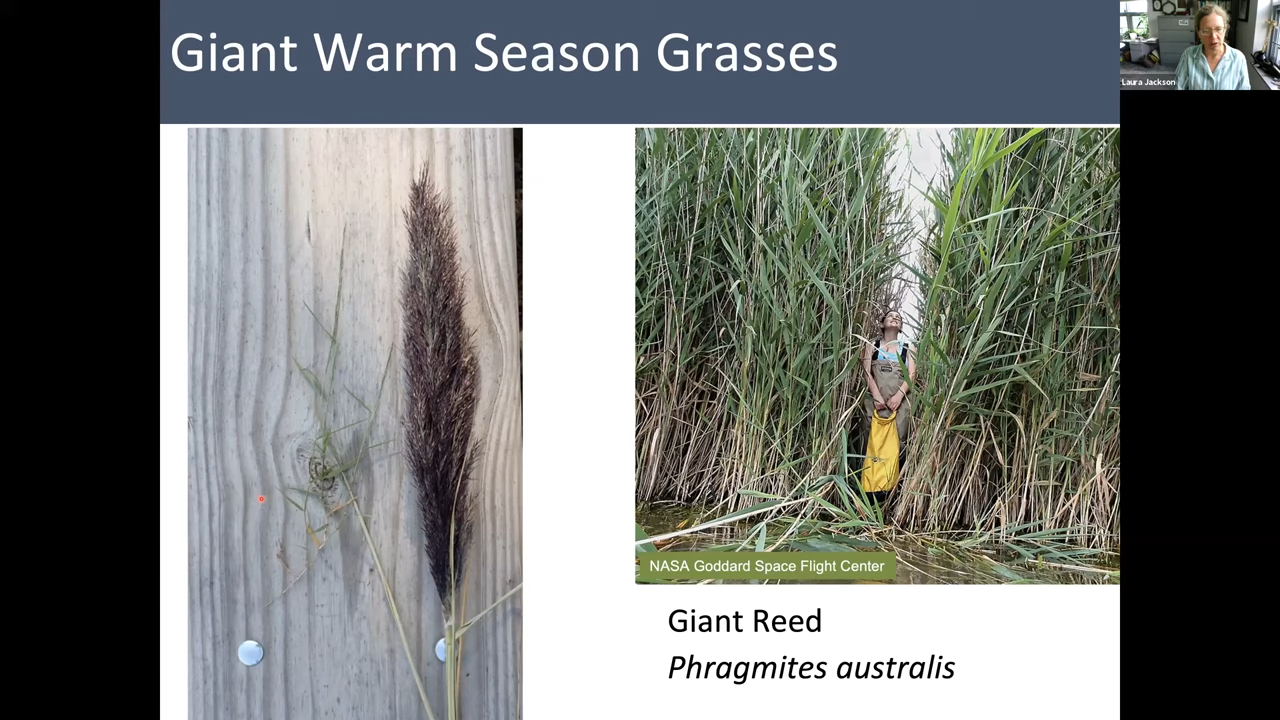 Giant Warm Season Grasses
Laura Jackson
NASA Goddard Space Flight Center
Giant Reed
Phragmites australis